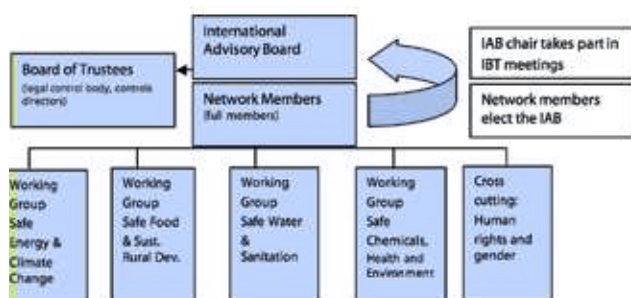 International
Advisory Board
Board of Trustees
(legal control body, controls
directors)
Network Members
(full members)
IAB chair takes part in
IBT meetings
Network members
elect the IAB
Working
Group
Safe
Energy &
Climate
Change
Working
Group
Safe Food
& Sust.
Rural Dev.
Working
Group
Safe Water
&
Sanitation
Working
Group
Safe
Chemicals,
Health and
Environment
Cross
cutting:
Human
rights and
gender